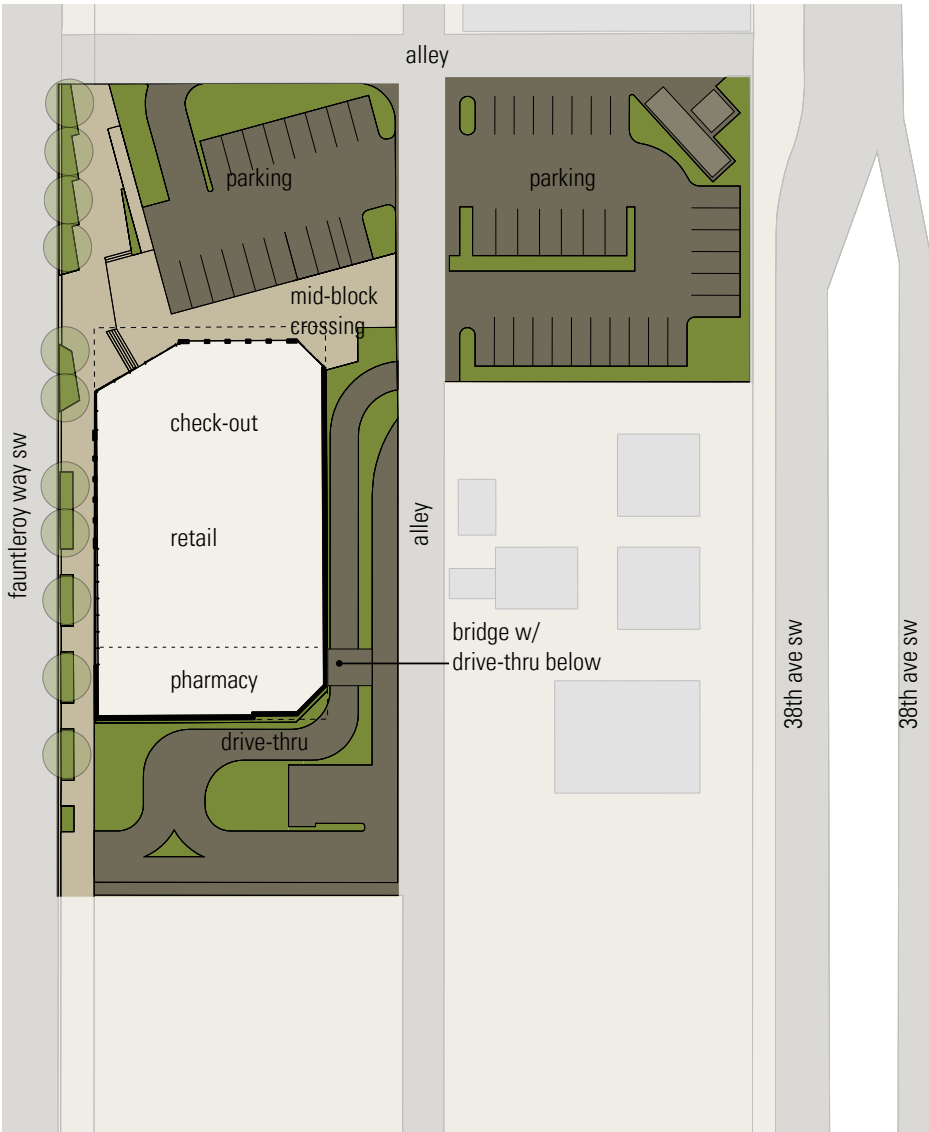 alley
parking
parking
mid-block
crossing
check-out
fauntleroy way sw
retail
alley
bridge w/
drive-thru below
pharmacy
38th ave sw
38th ave sw
drive-thru